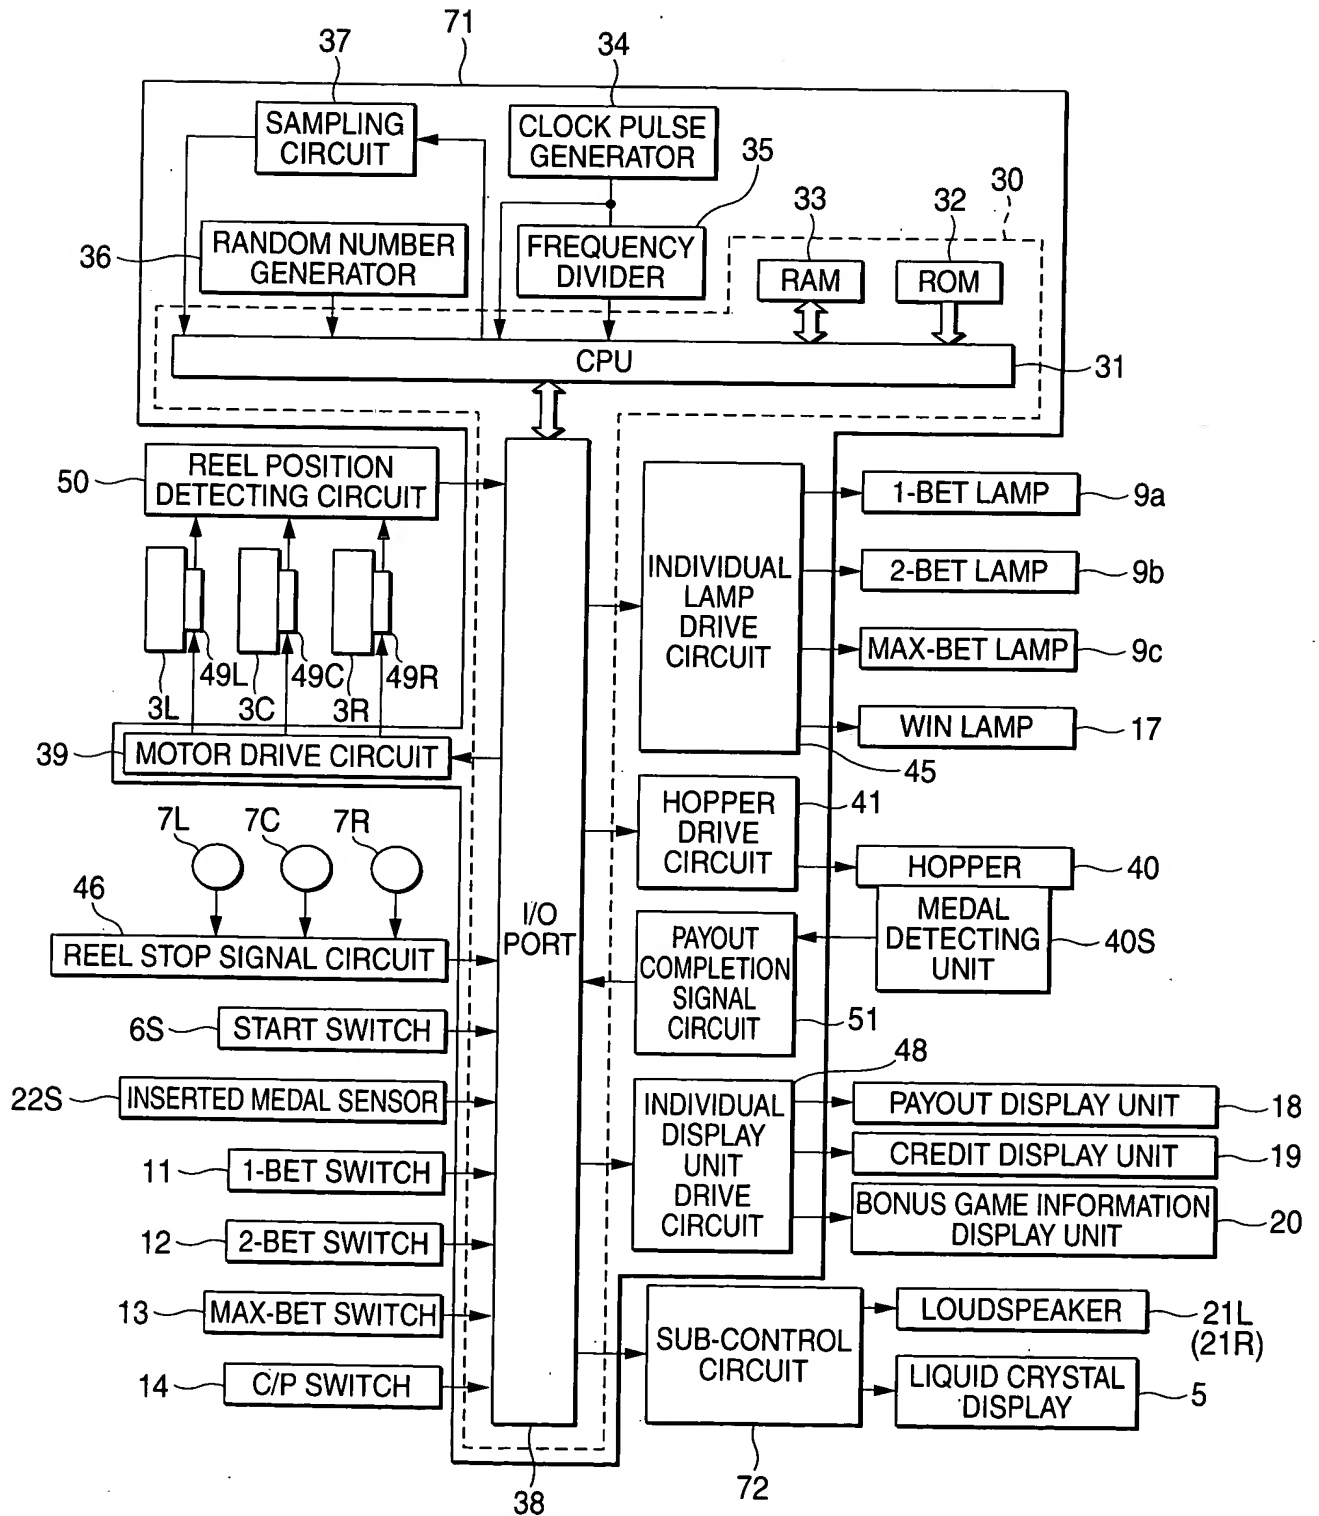 71
37
34
SAMPLING
CIRCUIT
CLOCK PULSE
GENERATOR
35
30
33
32
36
RANDOM NUMBER
GENERATOR
FREQUENCY
DIVIDER
RAM
ROM
CPU
31
50
REEL POSITION
DETECTING CIRCUIT
1-BET LAMP
9a
INDIVIDUAL
LAMP
DRIVE
CIRCUIT
2-BET LAMP
9b
MAX-BET LAMP
9c
49L
49C
49R
3L
3C
3R
WIN LAMP
17
39
MOTOR DRIVE CIRCUIT
45
HOPPER
DRIVE
CIRCUIT
41
7L
7C
7R
HOPPER
40
46
I/O
PORT
MEDAL
DETECTING
UNIT
40S
REEL STOP SIGNAL CIRCUIT
PAYOUT
COMPLETION
SIGNAL
CIRCUIT
51
6S
START SWITCH
48
22S
INSERTED MEDAL SENSOR
INDIVIDUAL
DISPLAY
UNIT
DRIVE
CIRCUIT
PAYOUT DISPLAY UNIT
18
11
1-BET SWITCH
CREDIT DISPLAY UNIT
19
12
2-BET SWITCH
BONUS GAME INFORMATION
DISPLAY UNIT
20
13
MAX-BET SWITCH
SUB-CONTROL
CIRCUIT
LOUDSPEAKER
21L
(21R)
14
C/P SWITCH
LIQUID CRYSTAL
DISPLAY
5
38
72